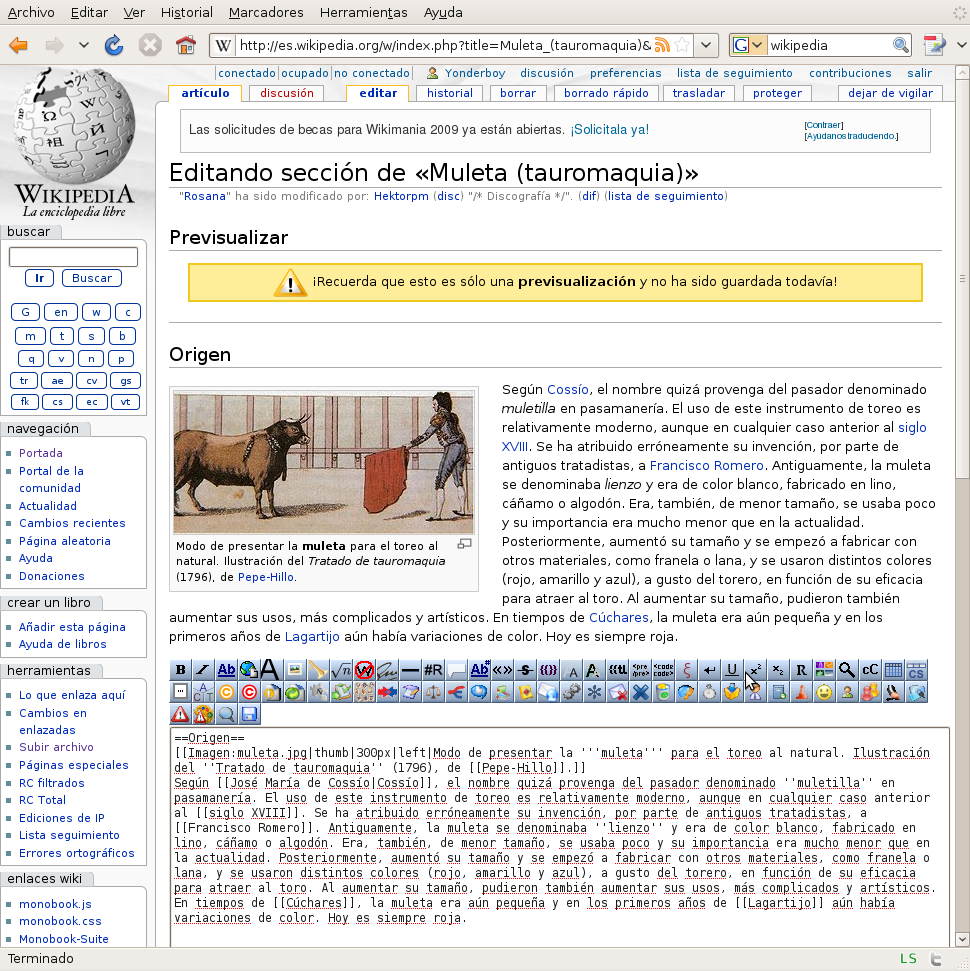 Archivo Editar Ver Historial Marcadores Herramientas Ayuda
W http://es.wikipedia.org/w/index.php?title=Muleta_(tauromaquia)& G wikipedia
conectado|ocupado|no conectado| Yonderboy discusión preferencias lista de seguimiento contribuciones salir
artículo discusión editar historial borrar borrado rápido trasladar proteger dejar de vigilar
Las solicitudes de becas para Wikimania 2009 ya están abiertas. ¡Solicitala ya!
[Contraer]
[Ayúdanos traduciendo.]
WIKIPEDIA
La enciclopedia libre
buscar
Ir Buscar
G en w c
m t s b
q v n p
tr ae cv gs
fk cs ec vt
navegación
Portada
Portal de la
comunidad
Actualidad
Cambios recientes
Página aleatoria
Ayuda
Donaciones
crear un libro
Añadir esta página
Ayuda de libros
herramientas
Lo que enlaza aquí
Cambios en
enlazadas
Subir archivo
Páginas especiales
RC filtrados
RC Total
Ediciones de IP
Lista seguimiento
Errores ortográficos
enlaces wiki
monobook.js
monobook.css
Monobook-Suite
Editando sección de «Muleta (tauromaquia)»
"Rosana" ha sido modificado por: Hektorpm (disc) "/* Discografía */". (dif) (lista de seguimiento)
Previsualizar
¡Recuerda que esto es sólo una previsualización y no ha sido guardada todavía!
Origen
Modo de presentar la muleta para el toreo al
natural. Ilustración del Tratado de tauromaquia
(1796), de Pepe-Hillo.
Según Cossío, el nombre quizá provenga del pasador denominado
muletilla en pasamanería. El uso de este instrumento de toreo es
relativamente moderno, aunque en cualquier caso anterior al siglo
XVIII. Se ha atribuido erróneamente su invención, por parte de
antiguos tratadistas, a Francisco Romero. Antiguamente, la muleta
se denominaba lienzo y era de color blanco, fabricado en lino,
cáñamo o algodón. Era, también, de menor tamaño, se usaba poco
y su importancia era mucho menor que en la actualidad.
Posteriormente, aumentó su tamaño y se empezó a fabricar con
otros materiales, como franela o lana, y se usaron distintos colores
(rojo, amarillo y azul), a gusto del torero, en función de su eficacia
para atraer al toro. Al aumentar su tamaño, pudieron también
aumentar sus usos, más complicados y artísticos. En tiempos de Cúchares, la muleta era aún pequeña y en los
primeros años de Lagartijo aún había variaciones de color. Hoy es siempre roja.
==Origen==
[[Imagen:muleta.jpg|thumb|300px|left|Modo de presentar la '''muleta''' para el toreo al natural. Ilustración
del ''Tratado de tauromaquia'' (1796), de [[Pepe-Hillo]].]]
Según [[José María de Cossío|Cossío]], el nombre quizá provenga del pasador denominado ''muletilla'' en
pasamanería. El uso de este instrumento de toreo es relativamente moderno, aunque en cualquier caso anterior
al [[siglo XVIII]]. Se ha atribuido erróneamente su invención, por parte de antiguos tratadistas, a
[[Francisco Romero]]. Antiguamente, la muleta se denominaba ''lienzo'' y era de color blanco, fabricado en
lino, cáñamo o algodón. Era, también, de menor tamaño, se usaba poco y su importancia era mucho menor que en
la actualidad. Posteriormente, aumentó su tamaño y se empezó a fabricar con otros materiales, como franela o
lana, y se usaron distintos colores (rojo, amarillo y azul), a gusto del torero, en función de su eficacia
para atraer al toro. Al aumentar su tamaño, pudieron también aumentar sus usos, más complicados y artísticos.
En tiempos de [[Cúchares]], la muleta era aún pequeña y en los primeros años de [[Lagartijo]] aún había
variaciones de color. Hoy es siempre roja.
Terminado LS